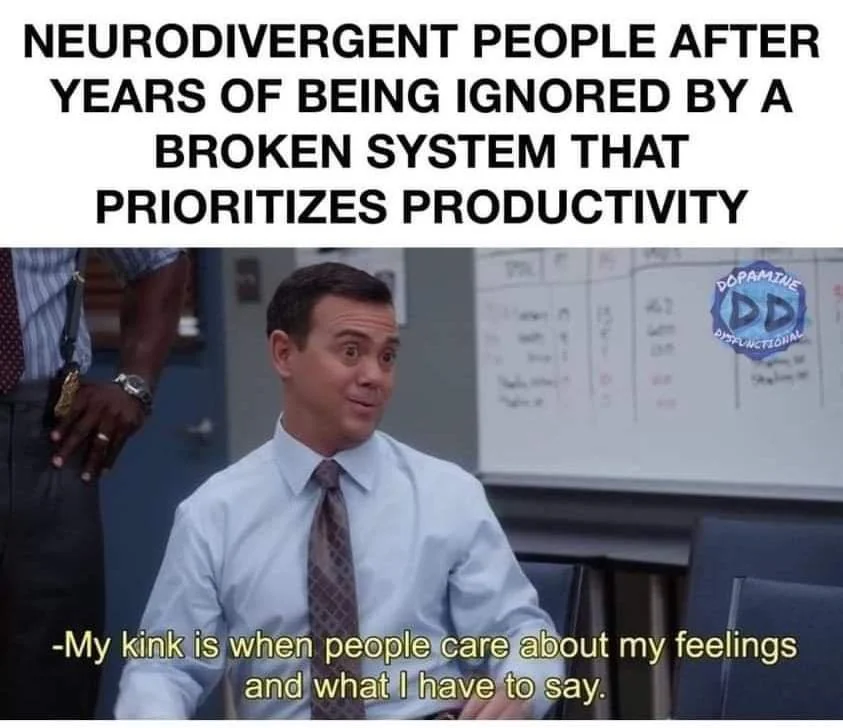 NEURODIVERGENT PEOPLE AFTER
YEARS OF BEING IGNORED BY A
BROKEN SYSTEM THAT
PRIORITIZES PRODUCTIVITY
DOPAMINE
DD
DYSFUNCTIONAL
-My kink is when people care about my feelings
and what I have to say.